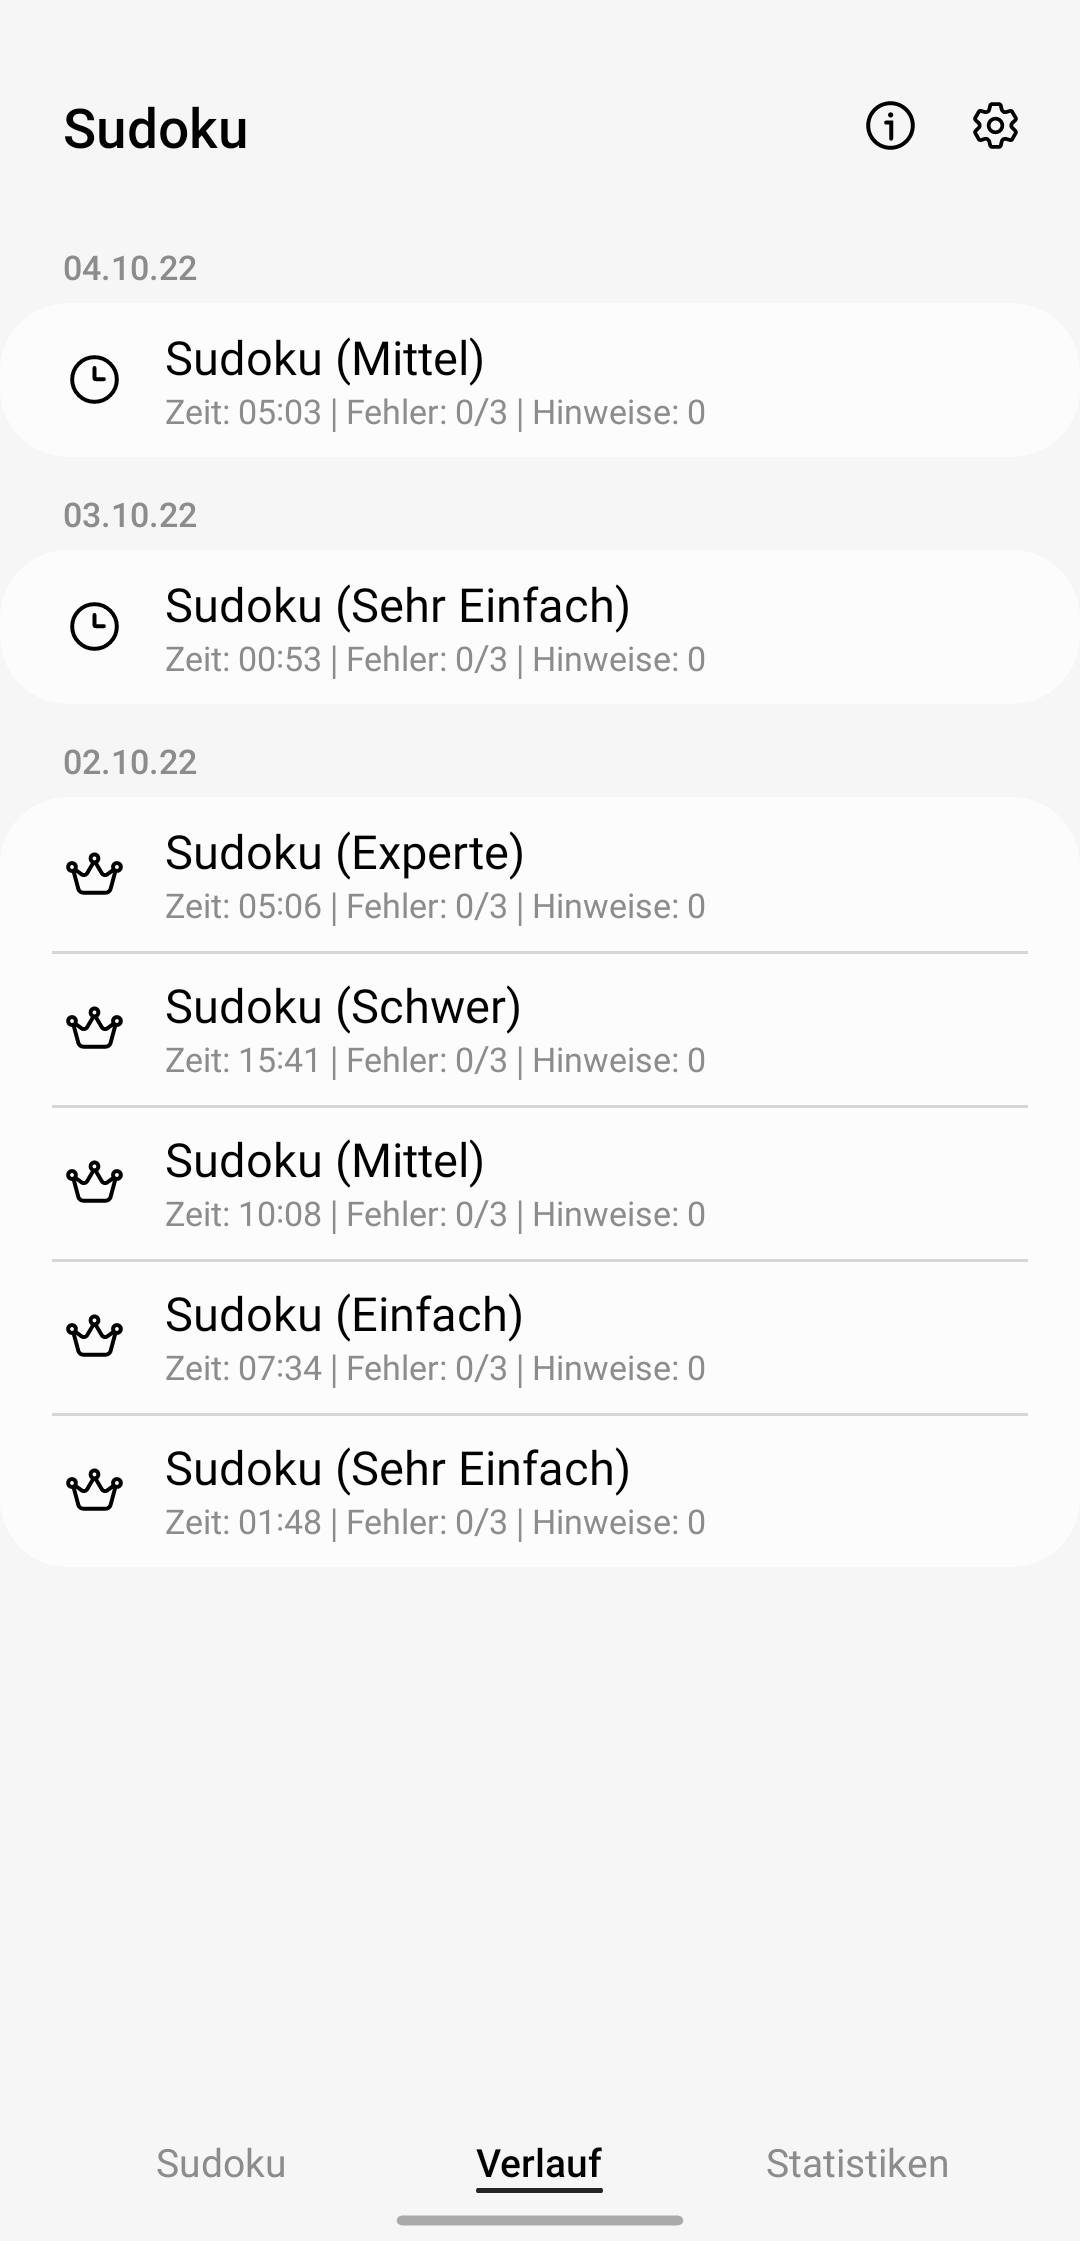 Sudoku
04.10.22
Sudoku (Mittel)
Zeit: 05:03 | Fehler: 0/3 | Hinweise: 0
03.10.22
Sudoku (Sehr Einfach)
Zeit: 00:53 | Fehler: 0/3 | Hinweise: 0
02.10.22
Sudoku (Experte)
Zeit: 05:06 | Fehler: 0/3 | Hinweise: 0
Sudoku (Schwer)
Zeit: 15:41 | Fehler: 0/3 | Hinweise: 0
Sudoku (Mittel)
Zeit: 10:08 | Fehler: 0/3 | Hinweise: 0
Sudoku (Einfach)
Zeit: 07:34 | Fehler: 0/3 | Hinweise: 0
Sudoku (Sehr Einfach)
Zeit: 01:48 | Fehler: 0/3 | Hinweise: 0
Sudoku Verlauf Statistiken